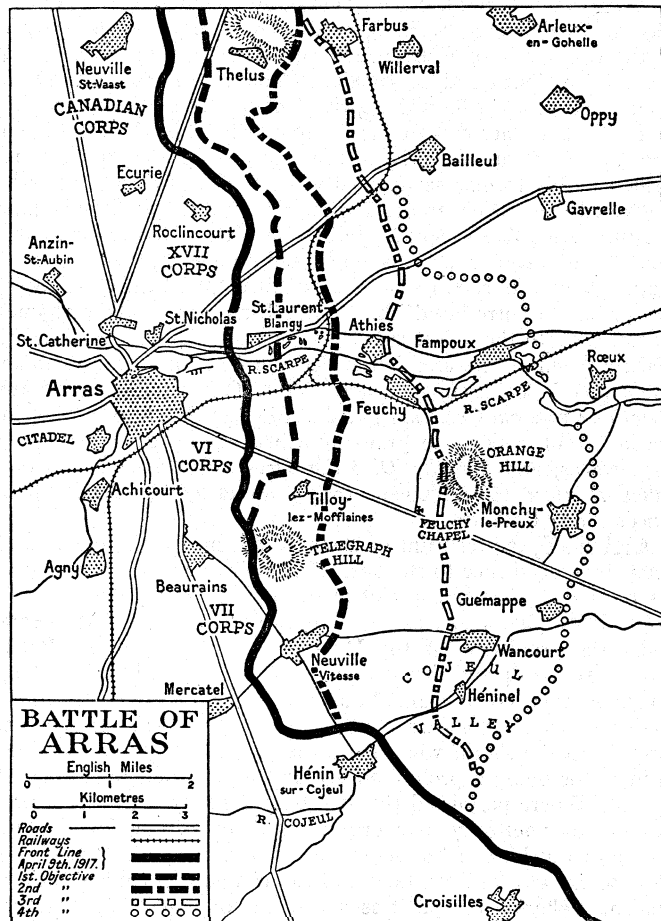 Neuville
St-Vaast
Thelus
Farbus
Willerval
Arleux-
en-Gohelle
CANADIAN
CORPS
Oppy
Ecurie
Bailleul
Roclincourt
Gavrelle
XVII
CORPS
Anzin-
St-Aubin
St. Laurent
Blangy
St. Nicholas
St. Catherine
Athies
Fampoux
Rœux
R. SCARPE
Arras
R. SCARPE
Feuchy
CITADEL
VI
CORPS
ORANGE
HILL
Achicourt
Tilloy
-lez-Mofflaines
Monchy-
le-Preux
FEUCHY
CHAPEL
TELEGRAPH
HILL
Agny
Beaurains
VII
CORPS
Guémappe
Wancourt
Neuville
Vitesse
COJEUL
VALLEY
Héninel
Mercatel
BATTLE OF
ARRAS
English Miles
0 1 2
Kilometres
0 1 2 3
Roads
Railways
Front Line
April 9th. 1917.
1st. Objective
2nd "
3rd "
4th "
Hénin
sur-Cojeul
R. COJEUL
Croisilles